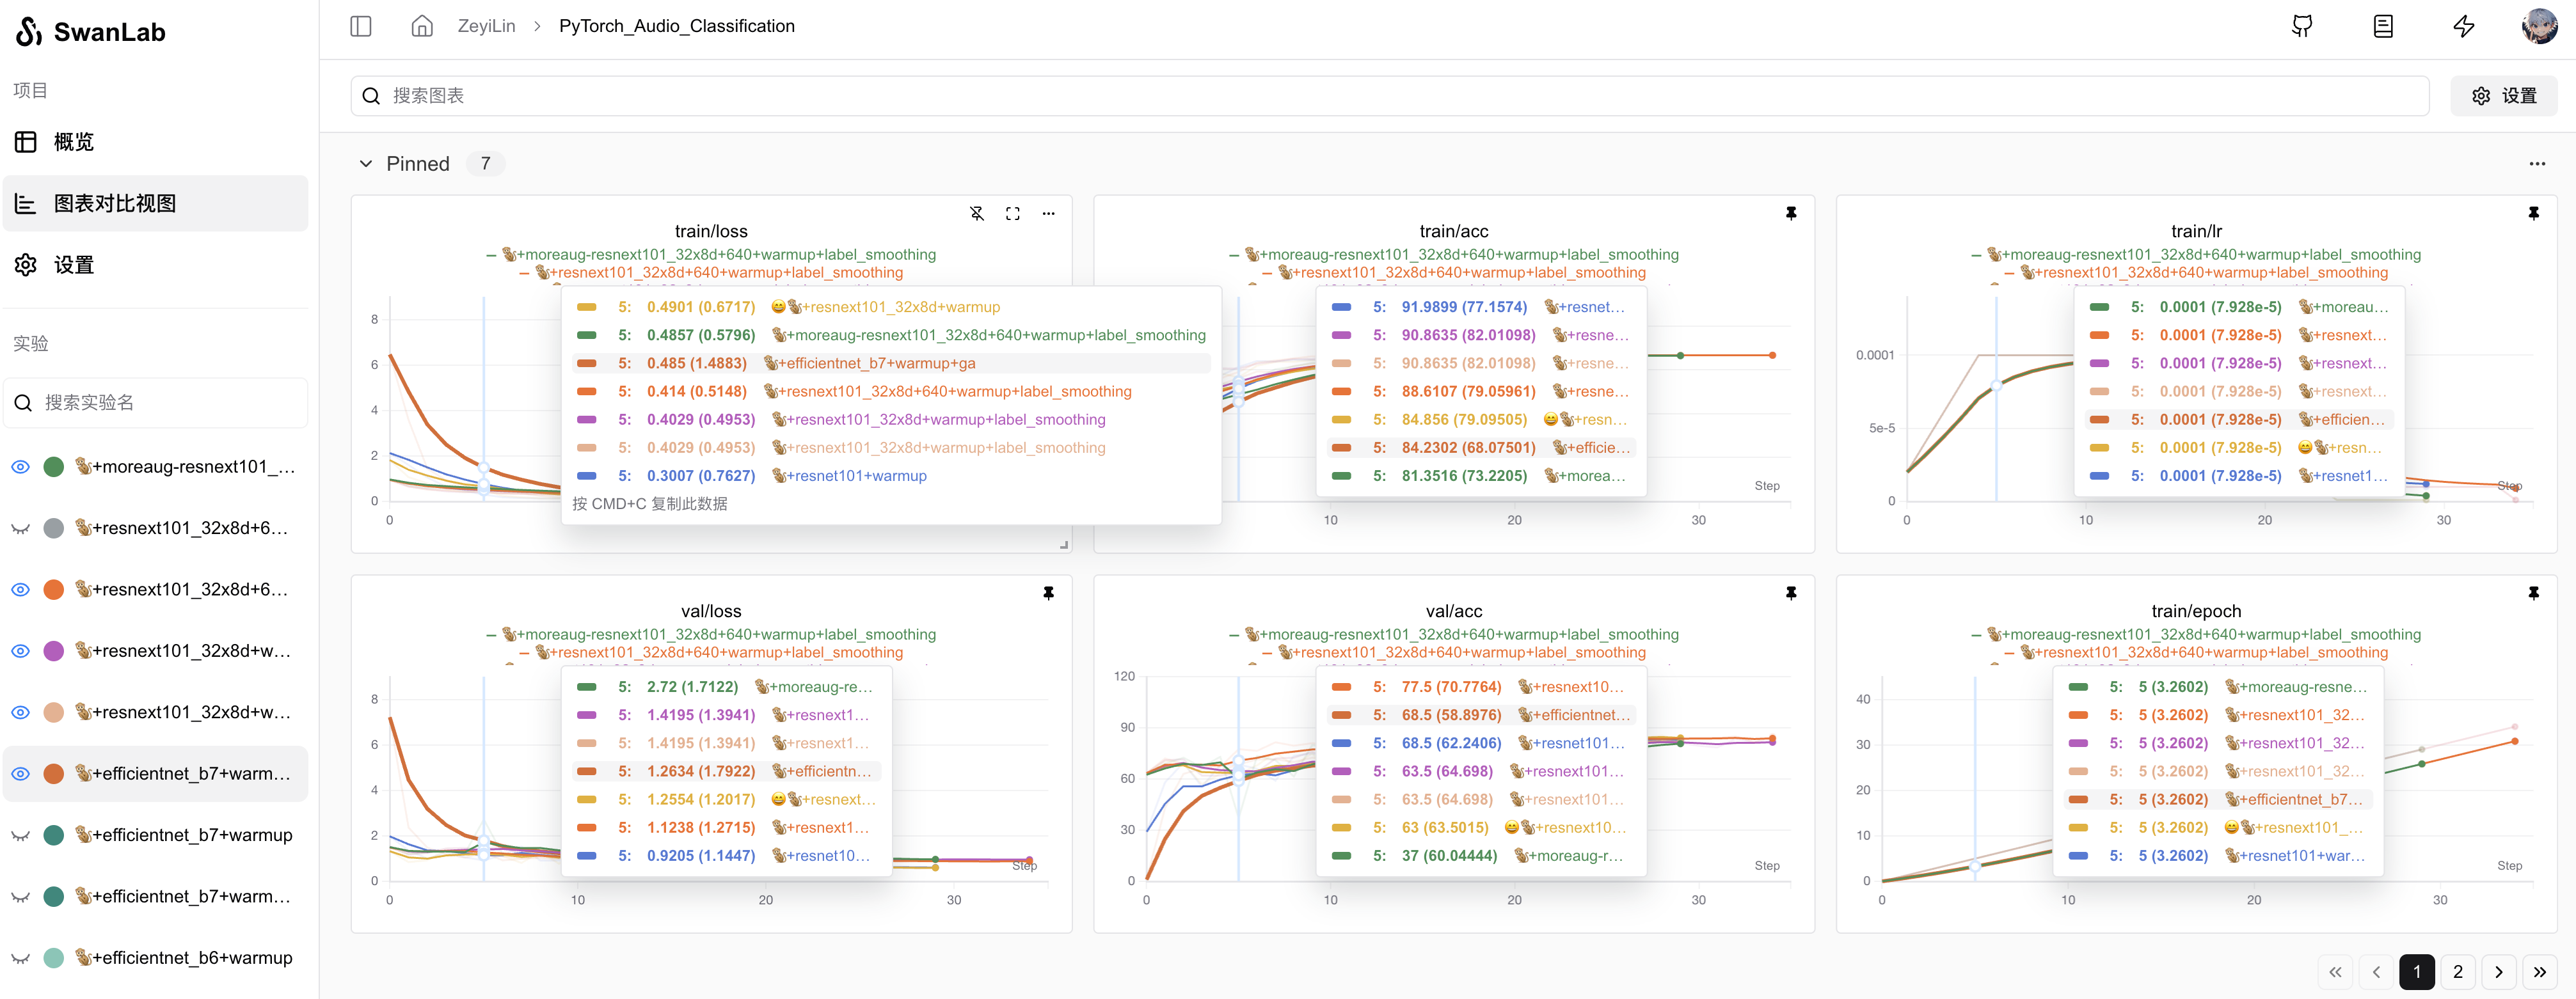 SwanLab
ZeyiLin
PyTorch_Audio_Classification
项目
搜索图表
设置
概览
图表对比视图
设置
实验
搜索实验名
+moreaug-resnext101_...
+resnext101_32x8d+6...
+resnext101_32x8d+6...
+resnext101_32x8d+w...
+resnext101_32x8d+w...
+efficientnet_b7+warm...
+efficientnet_b7+warmup
+efficientnet_b7+warm...
+efficientnet_b6+warmup
Pinned 7
train/loss
+moreaug-resnext101_32x8d+640+warmup+label_smoothing
+resnext101_32x8d+640+warmup+label_smoothing
8
6
4
2
0
0
5: 0.4901 (0.6717) +resnext101_32x8d+warmup
5: 0.4857 (0.5796) +moreaug-resnext101_32x8d+640+warmup+label_smoothing
5: 0.485 (1.4883) +efficientnet_b7+warmup+ga
5: 0.414 (0.5148) +resnext101_32x8d+640+warmup+label_smoothing
5: 0.4029 (0.4953) +resnext101_32x8d+warmup+label_smoothing
5: 0.4029 (0.4953) +resnext101_32x8d+warmup+label_smoothing
5: 0.3007 (0.7627) +resnet101+warmup
按 CMD+C 复制此数据
train/acc
+moreaug-resnext101_32x8d+640+warmup+label_smoothing
+resnext101_32x8d+640+warmup+label_smoothing
5: 91.9899 (77.1574) +resnet...
5: 90.8635 (82.01098) +resne...
5: 90.8635 (82.01098) +resne...
5: 88.6107 (79.05961) +resne...
5: 84.856 (79.09505) +resn...
5: 84.2302 (68.07501) +efficie...
5: 81.3516 (73.2205) +morea...
Step
10 20 30
train/lr
+moreaug-resnext101_32x8d+640+warmup+label_smoothing
+resnext101_32x8d+640+warmup+label_smoothing
0.0001
5e-5
0
5: 0.0001 (7.928e-5) +moreau...
5: 0.0001 (7.928e-5) +resnext...
5: 0.0001 (7.928e-5) +resnext...
5: 0.0001 (7.928e-5) +resnext...
5: 0.0001 (7.928e-5) +efficien...
5: 0.0001 (7.928e-5) +resn...
5: 0.0001 (7.928e-5) +resnet1...
Step
0 10 20 30
val/loss
+moreaug-resnext101_32x8d+640+warmup+label_smoothing
+resnext101_32x8d+640+warmup+label_smoothing
8
6
4
2
0
5: 2.72 (1.7122) +moreaug-re...
5: 1.4195 (1.3941) +resnext1...
5: 1.4195 (1.3941) +resnext1...
5: 1.2634 (1.7922) +efficientn...
5: 1.2554 (1.2017) +resnext...
5: 1.1238 (1.2715) +resnext1...
5: 0.9205 (1.1447) +resnet10...
Step
0 10 20 30
val/acc
+moreaug-resnext101_32x8d+640+warmup+label_smoothing
+resnext101_32x8d+640+warmup+label_smoothing
120
90
60
30
0
5: 77.5 (70.7764) +resnext10...
5: 68.5 (58.8976) +efficientnet...
5: 68.5 (62.2406) +resnet101...
5: 63.5 (64.698) +resnext101...
5: 63.5 (64.698) +resnext101...
5: 63 (63.5015) +resnext10...
5: 37 (60.04444) +moreaug-r...
Step
0 10 20 30
train/epoch
+moreaug-resnext101_32x8d+640+warmup+label_smoothing
+resnext101_32x8d+640+warmup+label_smoothing
40
30
20
10
0
5: 5 (3.2602) +moreaug-resne...
5: 5 (3.2602) +resnext101_32...
5: 5 (3.2602) +resnext101_32...
5: 5 (3.2602) +resnext101_32...
5: 5 (3.2602) +efficientnet_b7...
5: 5 (3.2602) +resnext101_...
5: 5 (3.2602) +resnet101+war...
Step
0 10 20 30
1 2